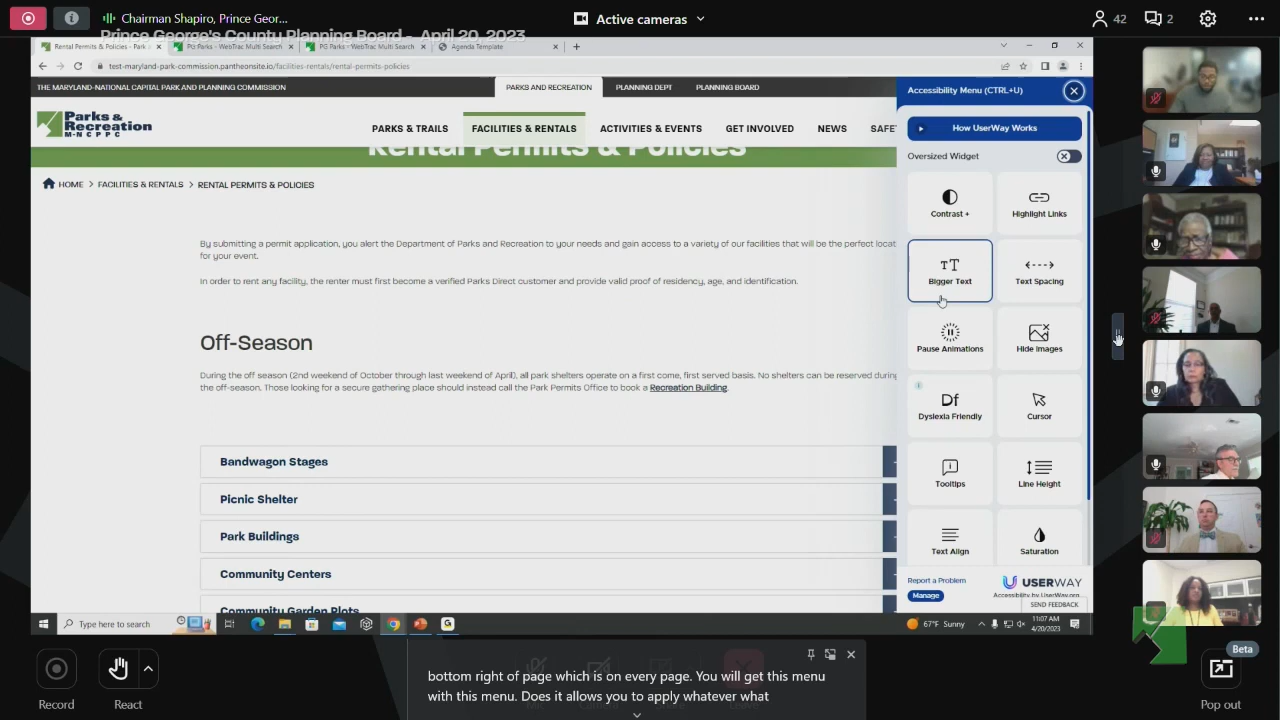 Chairman Shapiro, Prince Geor...
Active cameras
42
2
Prince George's County Planning Board - April 20, 2023
Rental Permits & Policies - Park
PG Parks - WebTrac Multi Search
PG Parks - WebTrac Multi Search
Agenda Template
test-maryland-park-commission.pantheonsite.io/facilities-rentals/rental-permits-policies
THE MARYLAND-NATIONAL CAPITAL PARK AND PLANNING COMMISSION
PARKS AND RECREATION
PLANNING DEPT
PLANNING BOARD
Parks &
Recreation
M-NCPPC
PARKS & TRAILS
FACILITIES & RENTALS
ACTIVITIES & EVENTS
GET INVOLVED
NEWS
SAFE
Rental Permits & Policies
HOME > FACILITIES & RENTALS > RENTAL PERMITS & POLICIES
By submitting a permit application, you alert the Department of Parks and Recreation to your needs and gain access to a variety of our facilities that will be the perfect locat
for your event.
In order to rent any facility, the renter must first become a verified Parks Direct customer and provide valid proof of residency, age, and identification.
Off-Season
During the off season (2nd weekend of October through last weekend of April), all park shelters operate on a first come, first served basis. No shelters can be reserved during
the off-season. Those looking for a secure gathering place should instead call the Park Permits Office to book a Recreation Building.
Bandwagon Stages
Picnic Shelter
Park Buildings
Community Centers
Community Garden Plots
Accessibility Menu (CTRL+U)
How UserWay Works
Oversized Widget
Contrast +
Highlight Links
Bigger Text
Text Spacing
Pause Animations
Hide Images
Df
Dyslexia Friendly
Cursor
Tooltips
Line Height
Text Align
Saturation
Report a Problem
Manage
USERWAY
Accessibility by UserWay.org
SEND FEEDBACK
Type here to search
67°F Sunny
11:07 AM
4/20/2023
Record
React
bottom right of page which is on every page. You will get this menu
with this menu. Does it allows you to apply whatever what
Beta
Pop out